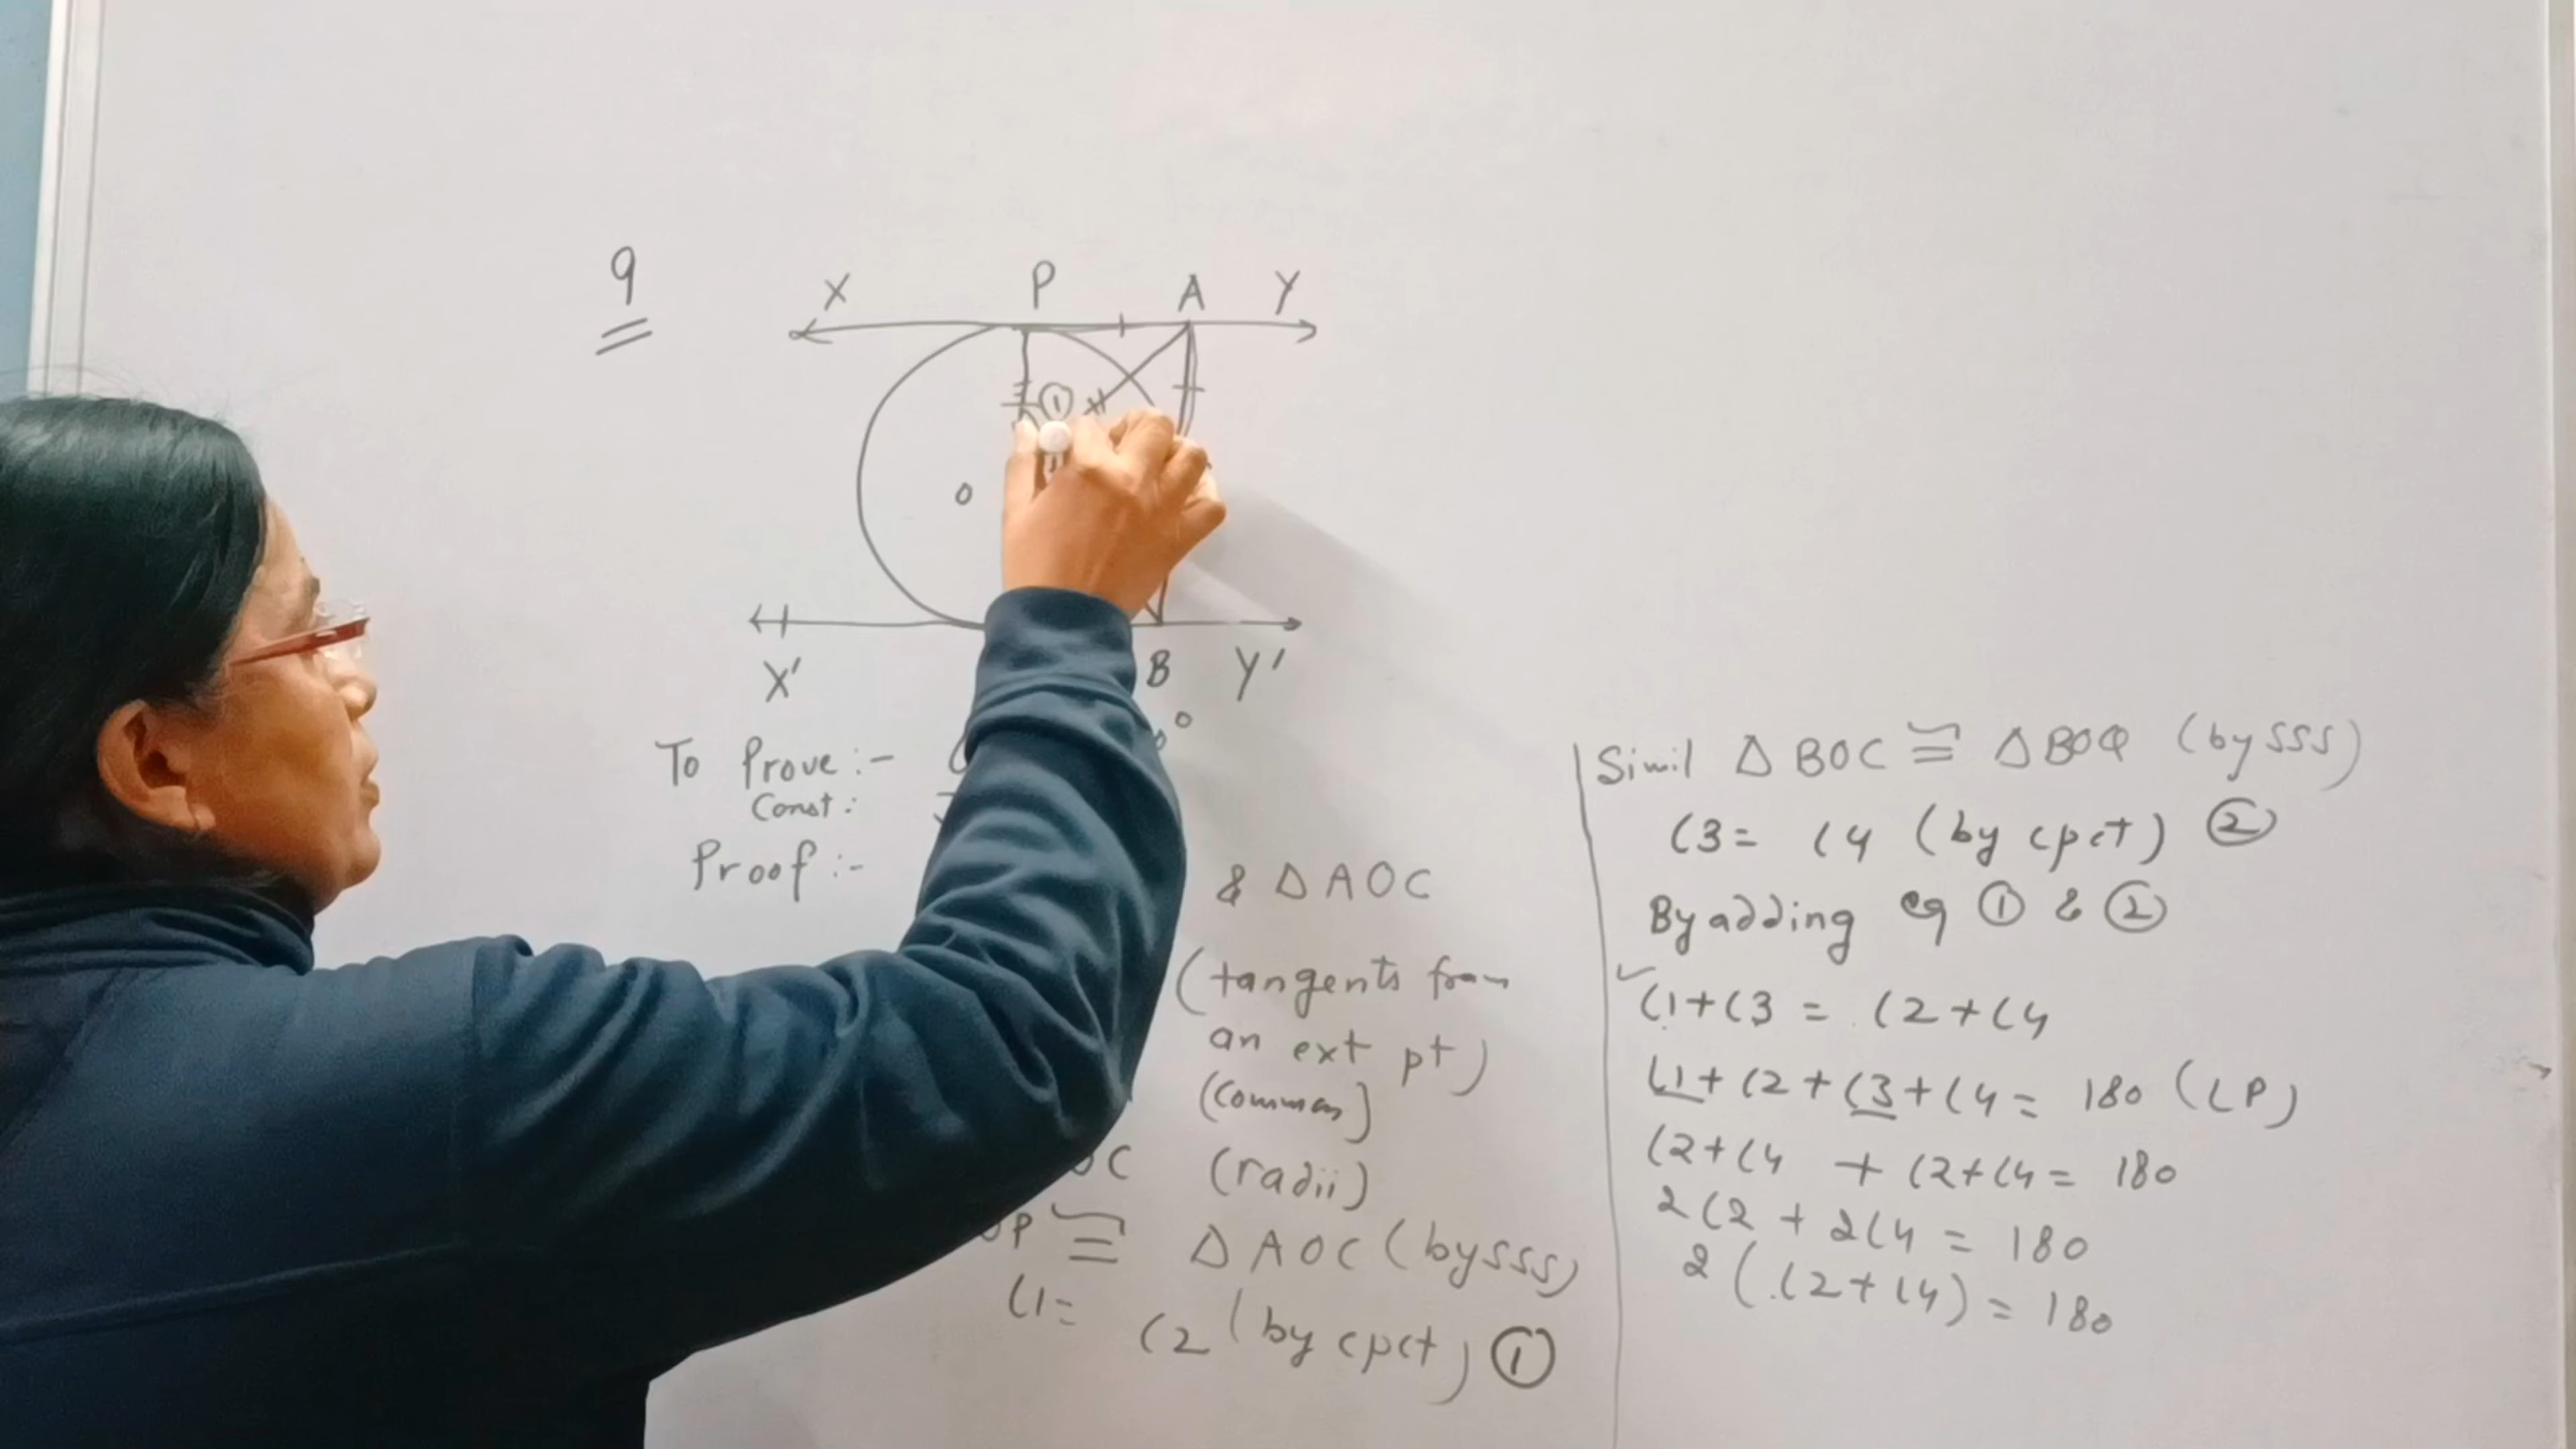 9
X P A Y
1
O
X' B Y'
To Prove :-
Const :
Proof :-
& △ AOC
(tangents from
an ext pt)
(common)
OC (radii)
OP ≅ △ AOC (by SSS)
∠1 = ∠2 (by cpct) ①
Simil △ BOC ≅ △ BOQ (by SSS)
∠3 = ∠4 (by cpct) ②
By adding eq ① & ②
✓ ∠1 + ∠3 = ∠2 + ∠4
∠1 + ∠2 + ∠3 + ∠4 = 180 (LP)
∠2 + ∠4 + ∠2 + ∠4 = 180
2∠2 + 2∠4 = 180
2 (∠2 + ∠4) = 180